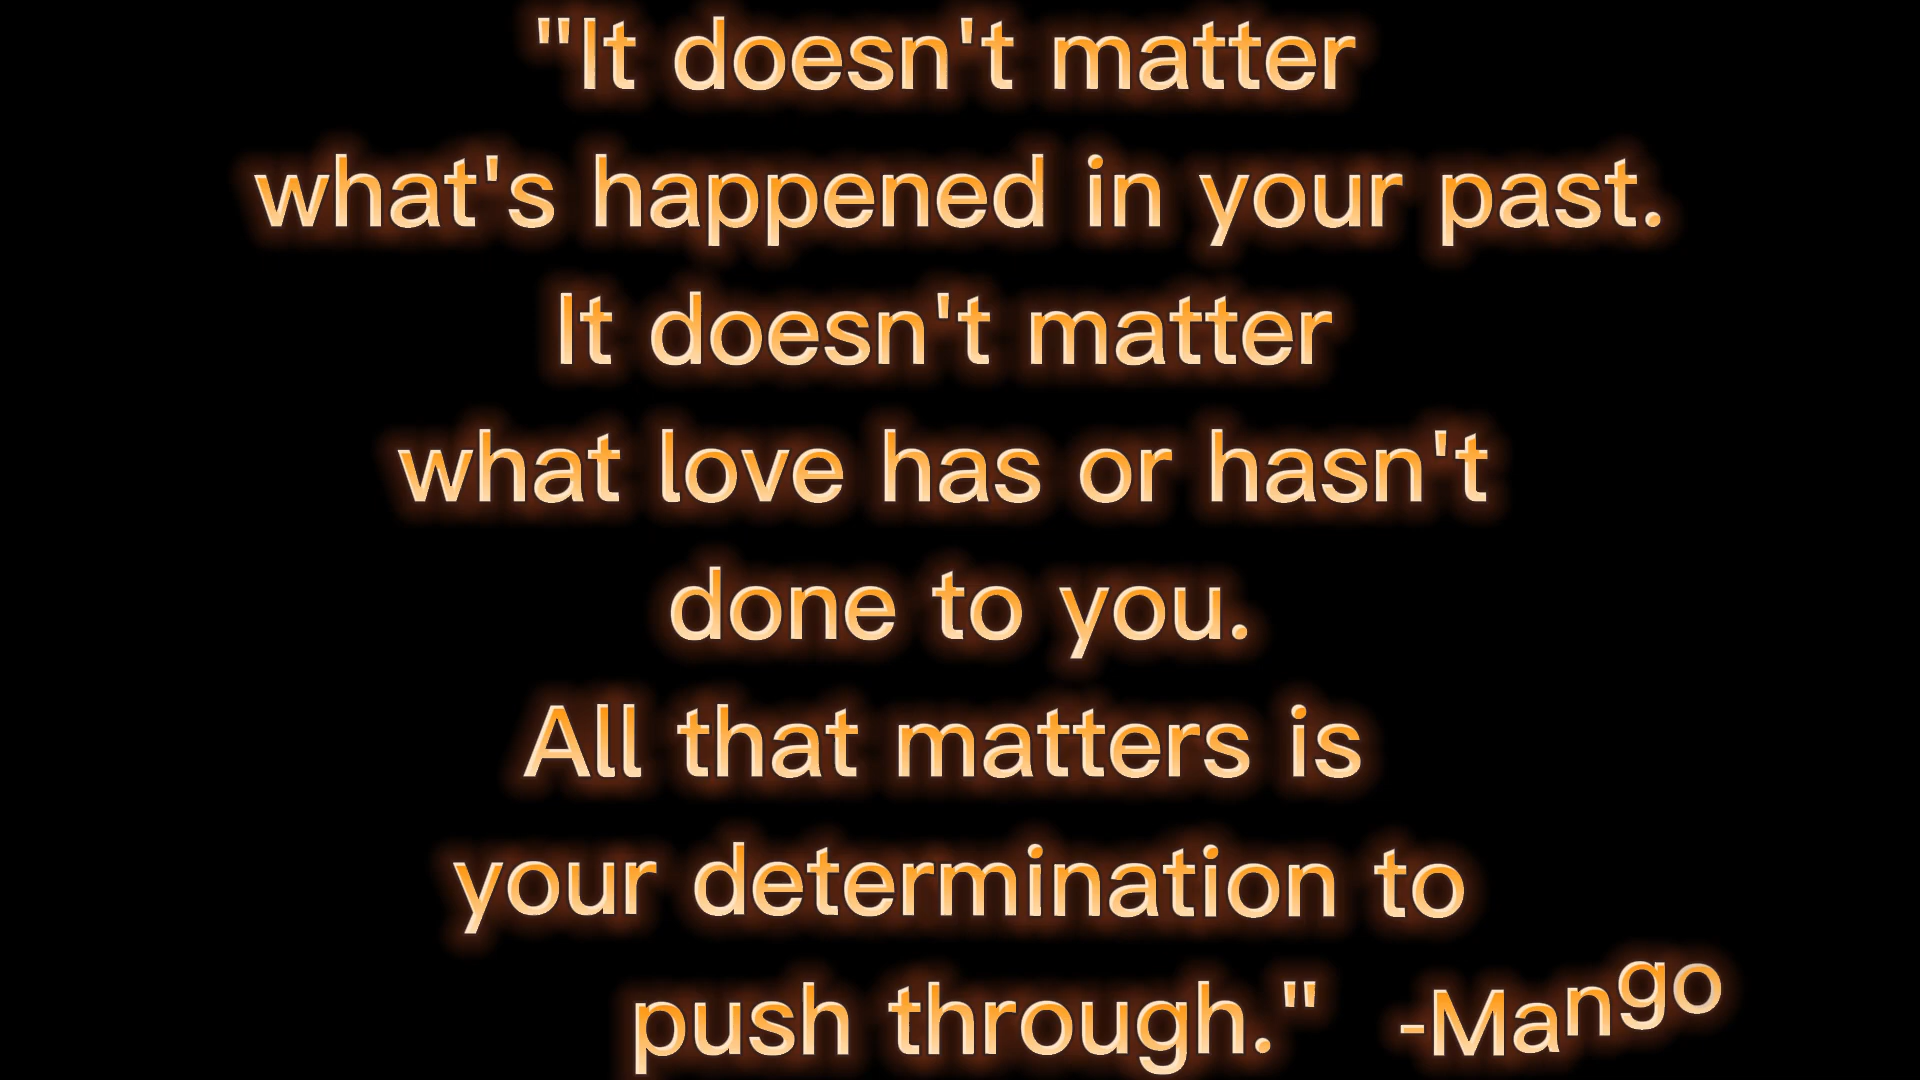 "It doesn't matter
what's happened in your past.
It doesn't matter
what love has or hasn't
done to you.
All that matters is
your determination to
push through." -Mango